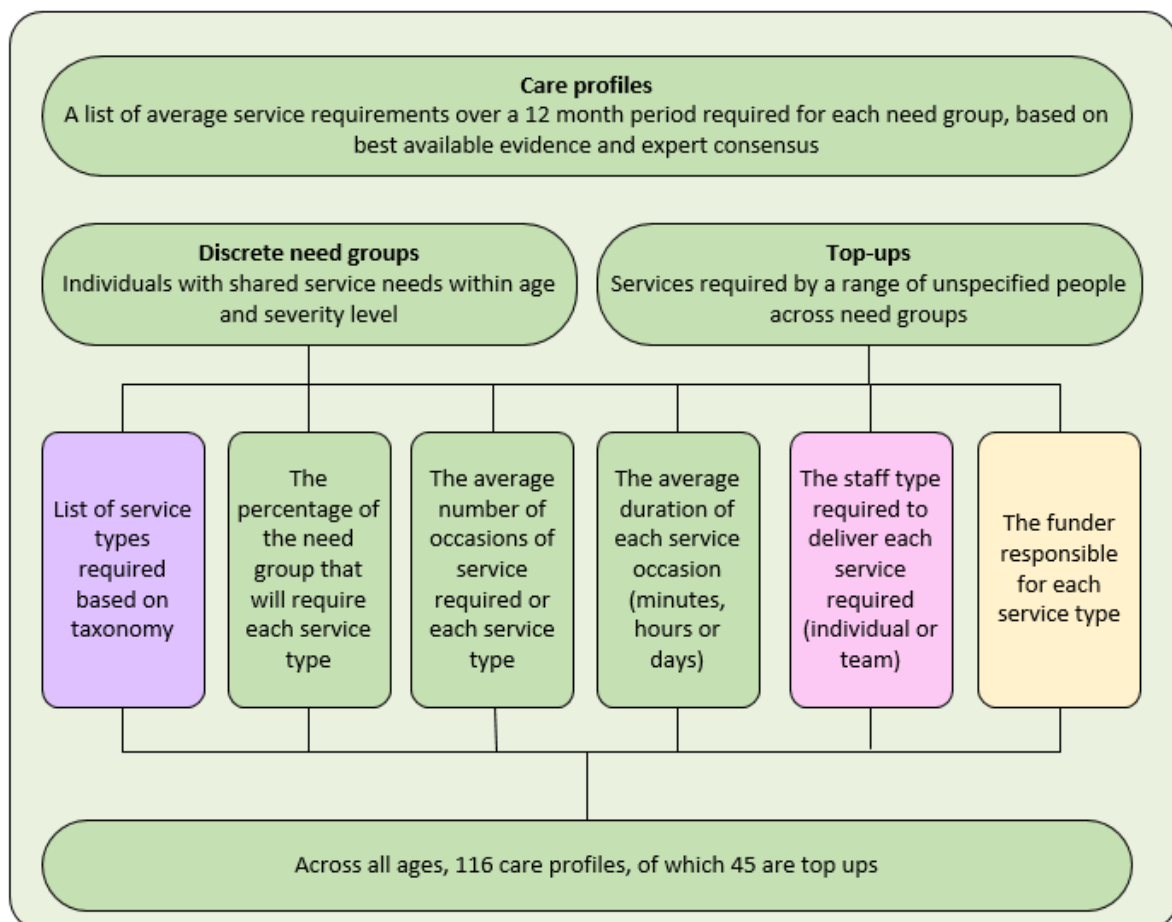 Care profiles
A list of average service requirements over a 12 month period required for each need group, based on
best available evidence and expert consensus
Discrete need groups
Individuals with shared service needs within age
and severity level
Top-ups
Services required by a range of unspecified people
across need groups
List of service
types
required
based on
taxonomy
The
percentage of
the need
group that
will require
each service
type
The average
number of
occasions of
service
required or
each service
type
The average
duration of
each service
occasion
(minutes,
hours or
days)
The staff type
required to
deliver each
service
required
(individual or
team)
The funder
responsible
for each
service type
Across all ages, 116 care profiles, of which 45 are top ups